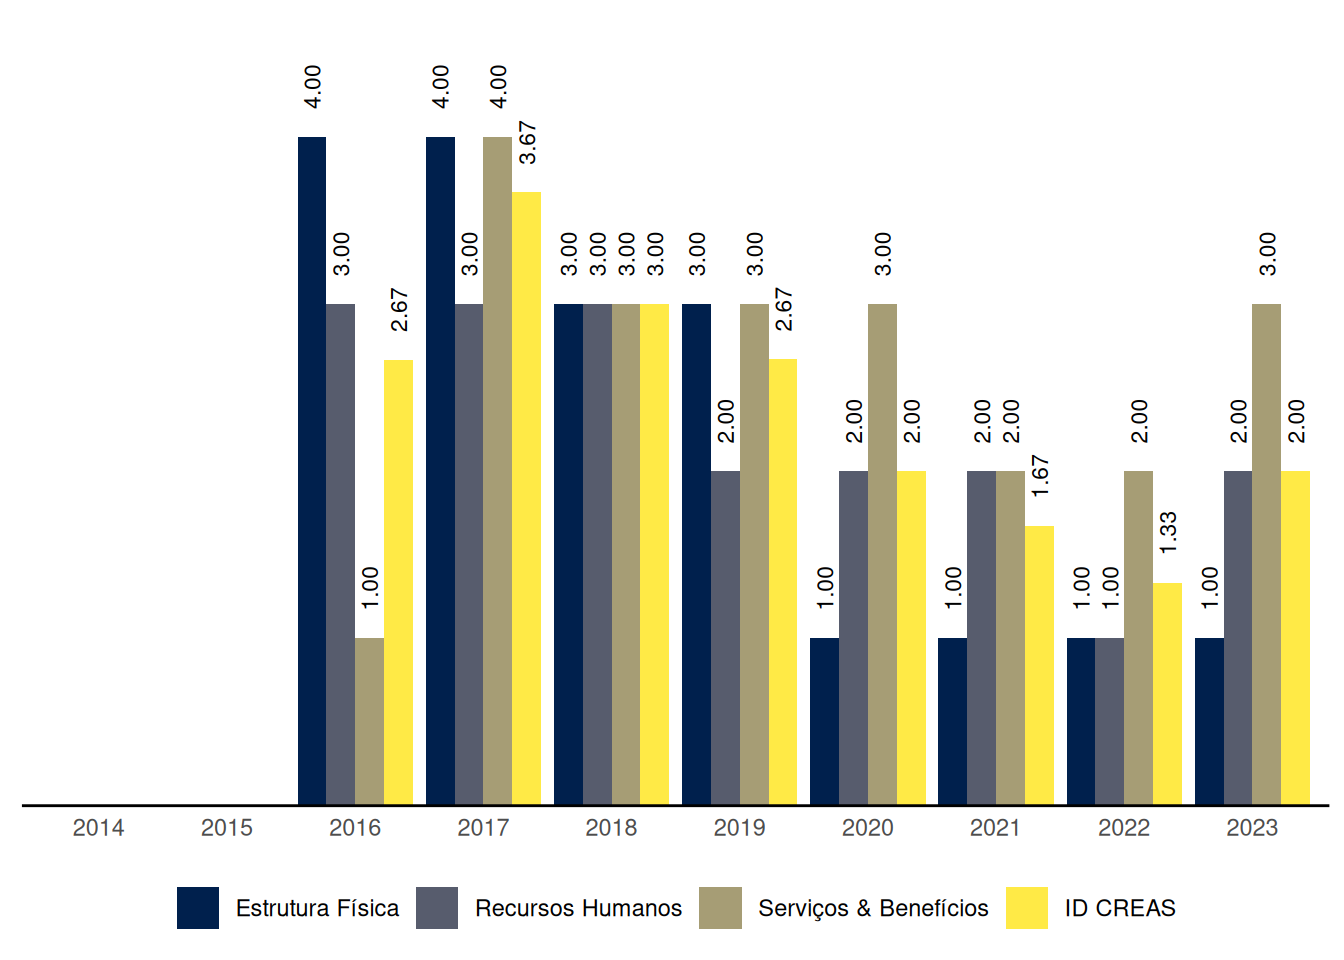 4.00 3.00 1.00 2.67 4.00 3.00 4.00 3.67 3.00 3.00 3.00 3.00 3.00 2.00 3.00 2.67 1.00 2.00 3.00 2.00 1.00 2.00 2.00 1.67 1.00 1.00 2.00 1.33 1.00 2.00 3.00 2.00
2014 2015 2016 2017 2018 2019 2020 2021 2022 2023
Estrutura Física Recursos Humanos Serviços & Benefícios ID CREAS